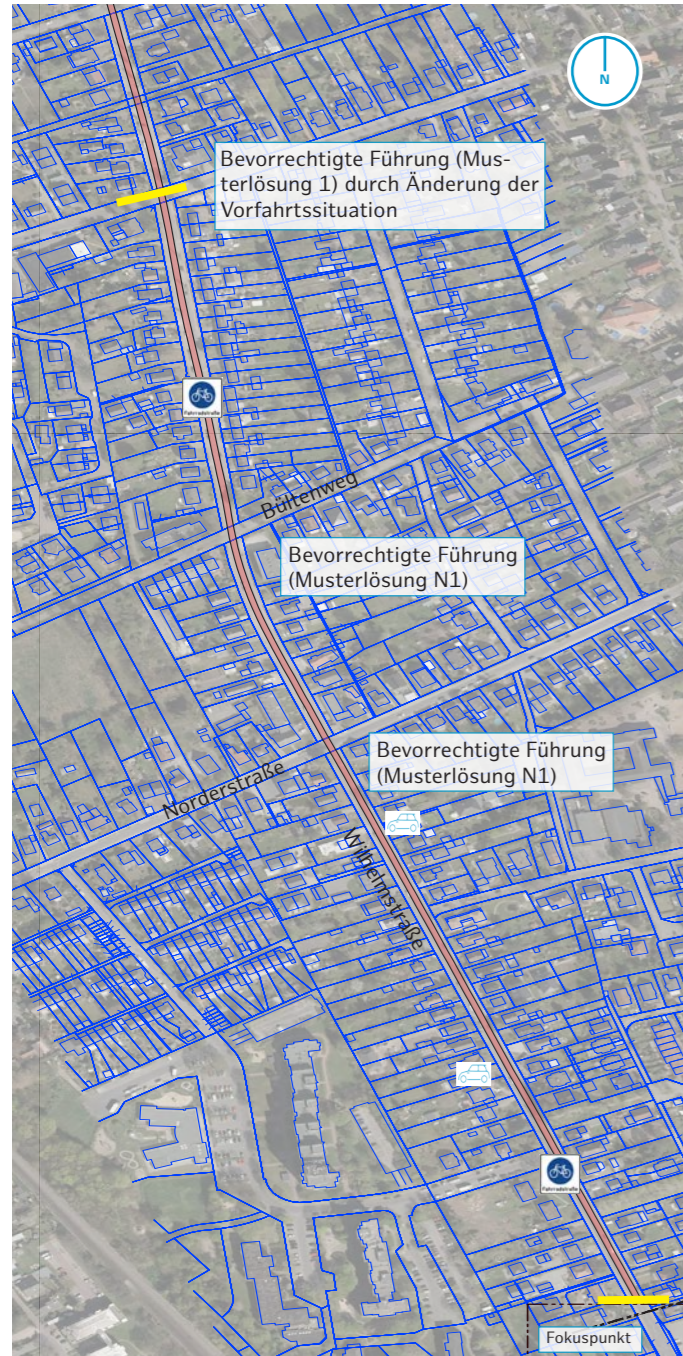 N
Bevorrechtigte Führung (Mus-
terlösung 1) durch Änderung der
Vorfahrtssituation
Fahrradstraße
Bültenweg
Bevorrechtigte Führung
(Musterlösung N1)
Bevorrechtigte Führung
(Musterlösung N1)
Norderstraße
Wilhelmstraße
Fahrradstraße
Fokuspunkt